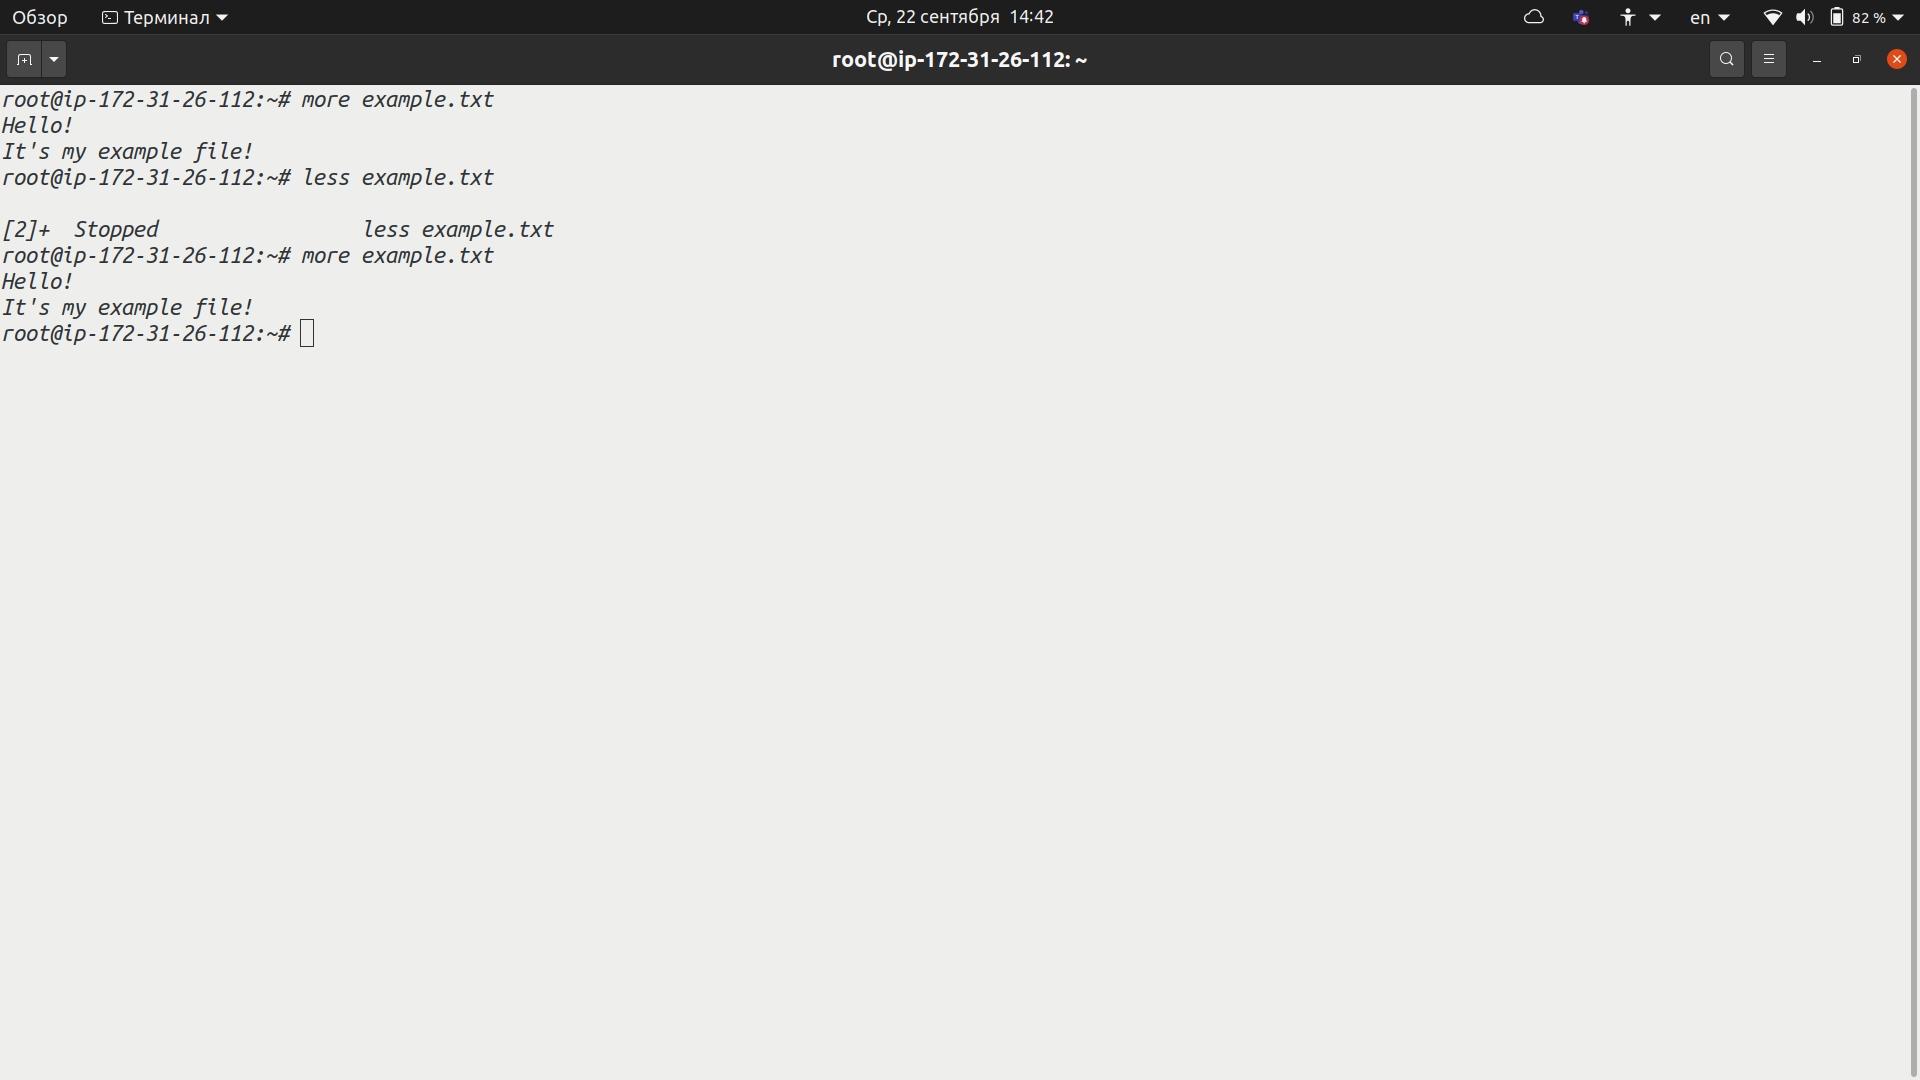 Обзор Терминал Ср, 22 сентября 14:42 en 82 %
root@ip-172-31-26-112: ~
root@ip-172-31-26-112:~# more example.txt
Hello!
It's my example file!
root@ip-172-31-26-112:~# less example.txt
[2]+  Stopped                 less example.txt
root@ip-172-31-26-112:~# more example.txt
Hello!
It's my example file!
root@ip-172-31-26-112:~#